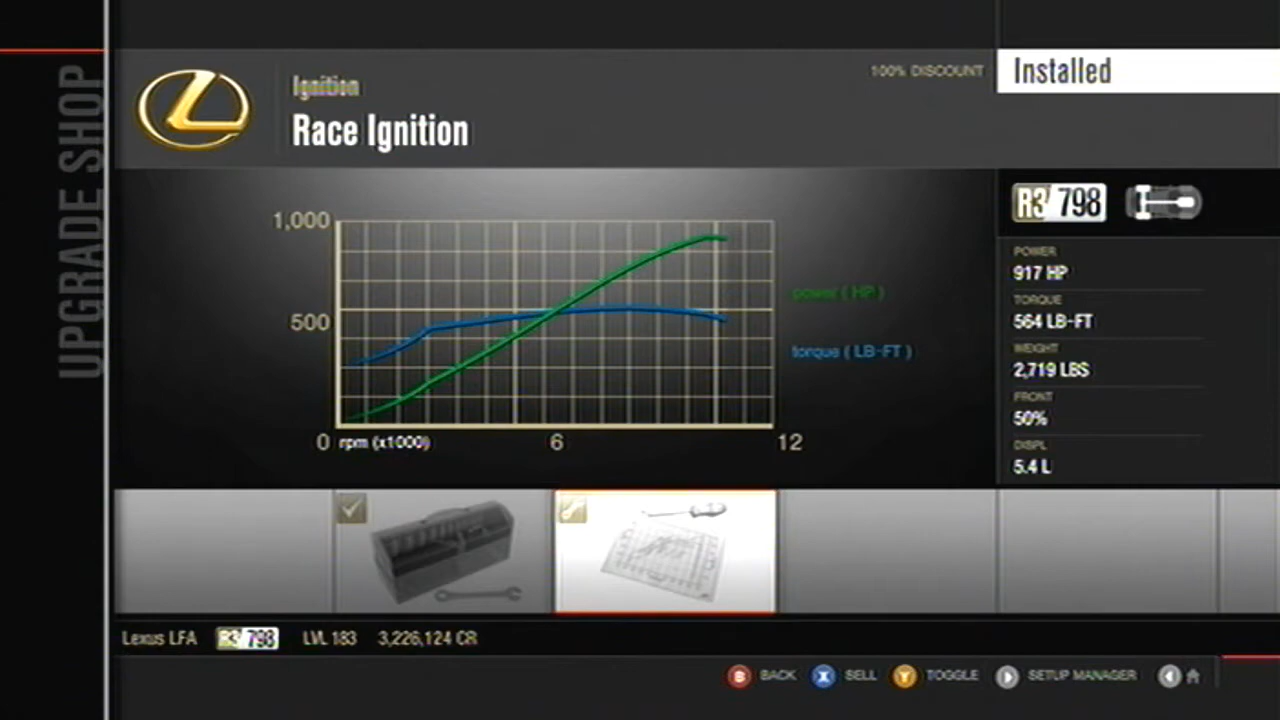 UPGRADE SHOP
Ignition
Race Ignition
100% DISCOUNT
Installed
R3 798
POWER
917 HP
TORQUE
564 LB-FT
WEIGHT
2,719 LBS
FRONT
50%
DISPL
5.4 L
1,000
500
0 rpm (x1000) 6 12
power ( HP )
torque ( LB-FT )
Lexus LFA R3 798 LVL 183 3,226,124 CR
B BACK X SELL Y TOGGLE SETUP MANAGER